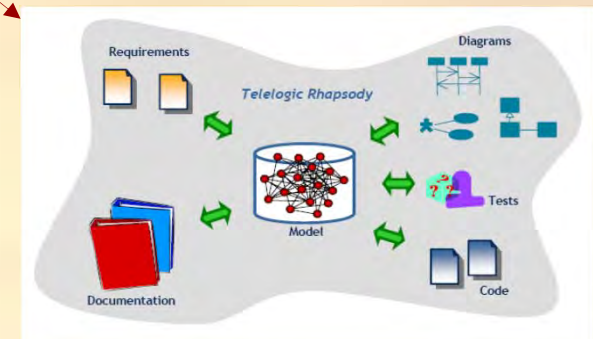 Requirements
Diagrams
Telelogic Rhapsody
Model
Tests
Documentation
Code